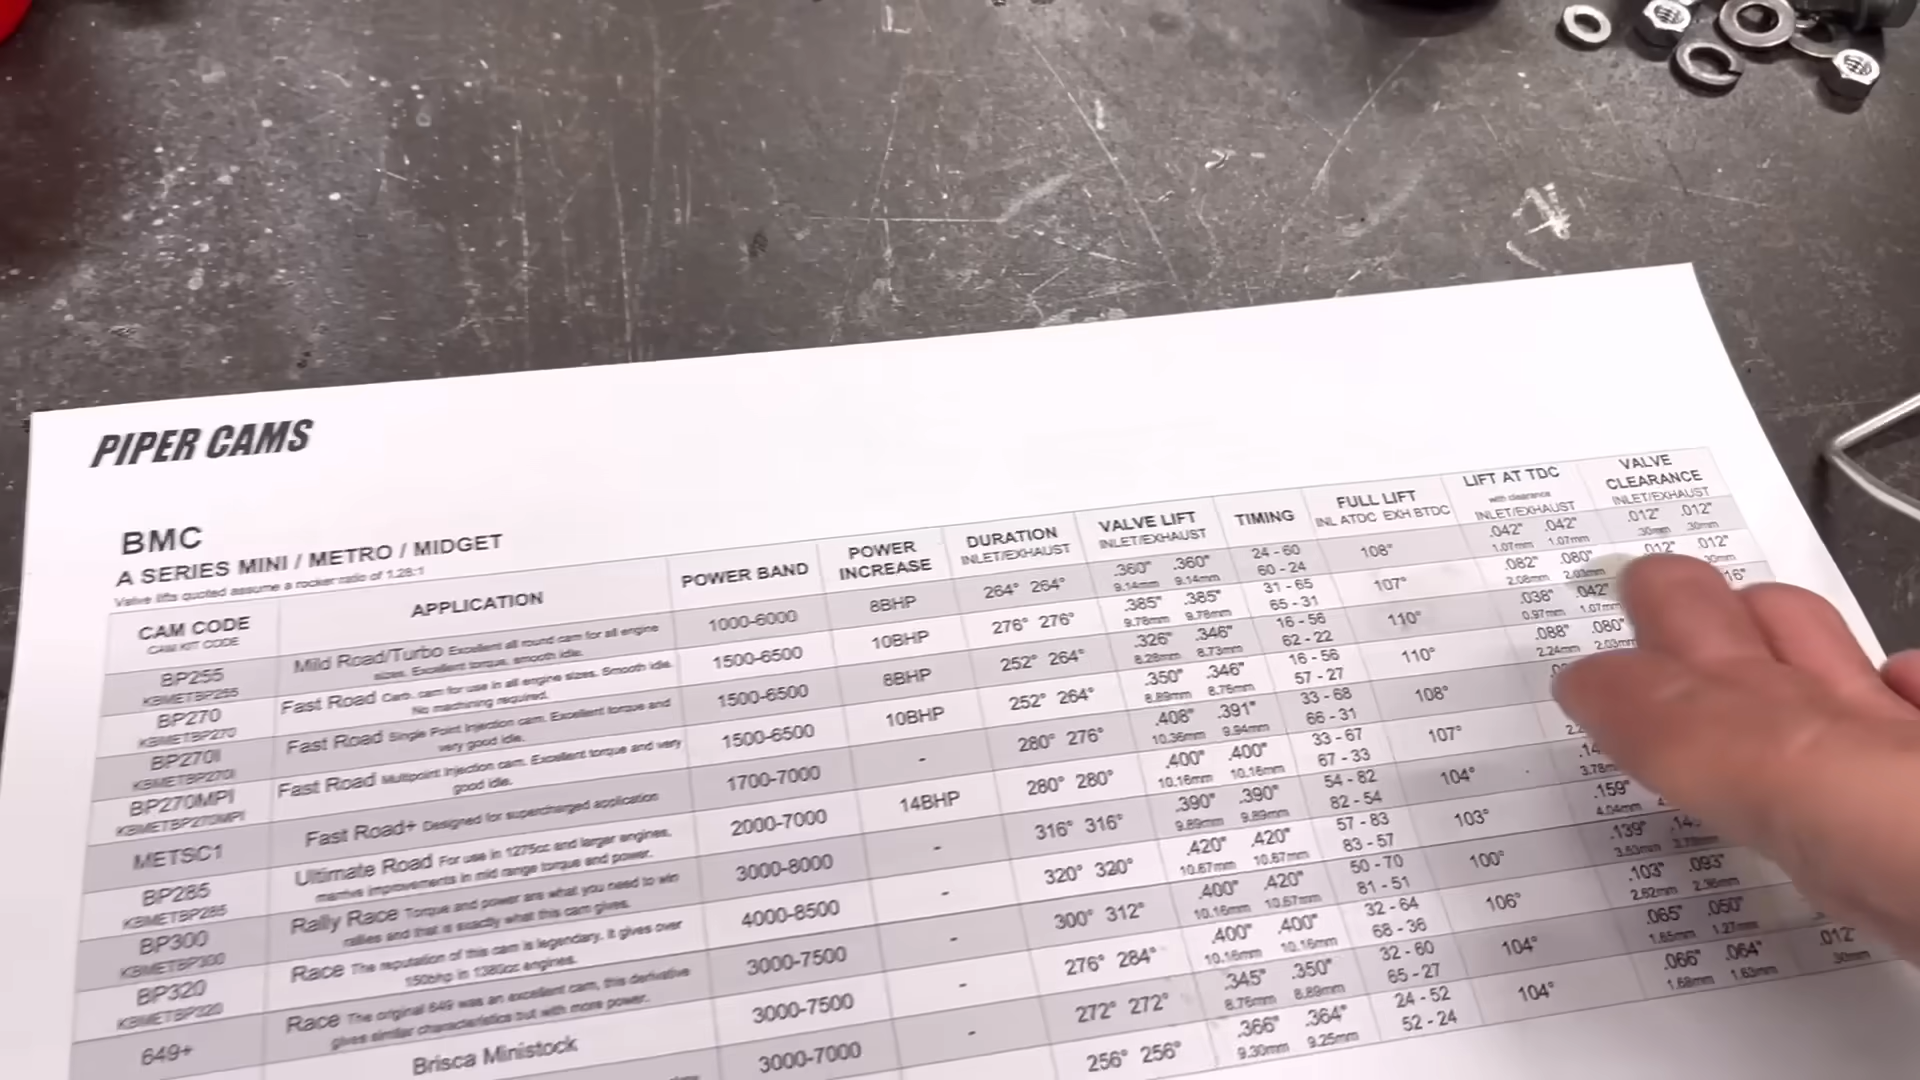 PIPER CAMS
BMC
A SERIES MINI / METRO / MIDGET
Valve lifts quoted assume a rocker ratio of 1.28:1
CAM CODE
CAM KIT CODE
APPLICATION
POWER BAND
POWER
INCREASE
DURATION
INLET/EXHAUST
VALVE LIFT
INLET/EXHAUST
TIMING
FULL LIFT
INL ATDC EXH BTDC
LIFT AT TDC
with clearance
INLET/EXHAUST
VALVE
CLEARANCE
INLET/EXHAUST
BP255
KBMETBP255
Mild Road/Turbo Excellent all round cam for all engine
sizes. Excellent torque, smooth idle.
1000-6000
8BHP
264° 264°
.360" .360"
9.14mm 9.14mm
24 - 60
60 - 24
108°
.042" .042"
1.07mm 1.07mm
.012" .012"
.30mm .30mm
BP270
KBMETBP270
Fast Road Carb. cam for use in all engine sizes. Smooth idle.
No machining required.
1500-6500
10BHP
276° 276°
.385" .385"
9.78mm 9.78mm
31 - 65
65 - 31
107°
.082" .080"
2.08mm 2.03mm
.012" .012"
.30mm
BP270I
KBMETBP270I
Fast Road Single Point Injection cam. Excellent torque and
very good idle.
1500-6500
8BHP
252° 264°
.326" .346"
8.28mm 8.73mm
16 - 56
62 - 22
110°
.038" .042"
0.97mm 1.07mm
16"
BP270MPI
KBMETBP270MPI
Fast Road Multipoint Injection cam. Excellent torque and very
good idle.
1500-6500
10BHP
252° 264°
.350" .346"
8.89mm 8.76mm
16 - 56
57 - 27
110°
.088" .080"
2.24mm 2.03mm
METSC1
Fast Road+ Designed for supercharged application
1700-7000
-
280° 276°
.408" .391"
10.36mm 9.94mm
33 - 68
66 - 31
108°
BP285
KBMETBP285
Ultimate Road For use in 1275cc and larger engines,
massive improvements in mid range torque and power.
2000-7000
14BHP
280° 280°
.400" .400"
10.16mm 10.16mm
33 - 67
67 - 33
107°
BP300
KBMETBP300
Rally Race Torque and power are what you need to win
rallies and that is exactly what this cam gives.
3000-8000
-
316° 316°
.390" .390"
9.89mm 9.89mm
54 - 82
82 - 54
104°
3.78mm
BP320
KBMETBP320
Race The reputation of this cam is legendary. It gives over
150bhp in 1380cc engines.
4000-8500
-
320° 320°
.420" .420"
10.67mm 10.67mm
57 - 83
83 - 57
103°
.159"
4.04mm
649+
Race The original 649 was an excellent cam, this derivative
gives similar characteristics but with more power.
3000-7500
-
300° 312°
.400" .420"
10.16mm 10.67mm
50 - 70
81 - 51
100°
.139"
3.53mm
Brisca Ministock
3000-7500
-
276° 284°
.400" .400"
10.16mm 10.16mm
32 - 64
68 - 36
106°
.103" .093"
2.62mm 2.36mm
3000-7000
-
272° 272°
.345" .350"
8.76mm 8.89mm
32 - 60
65 - 27
104°
.065" .050"
1.65mm 1.27mm
256° 256°
.366" .364"
9.30mm 9.25mm
24 - 52
52 - 24
104°
.066" .064"
1.68mm 1.63mm
.012"
.30mm